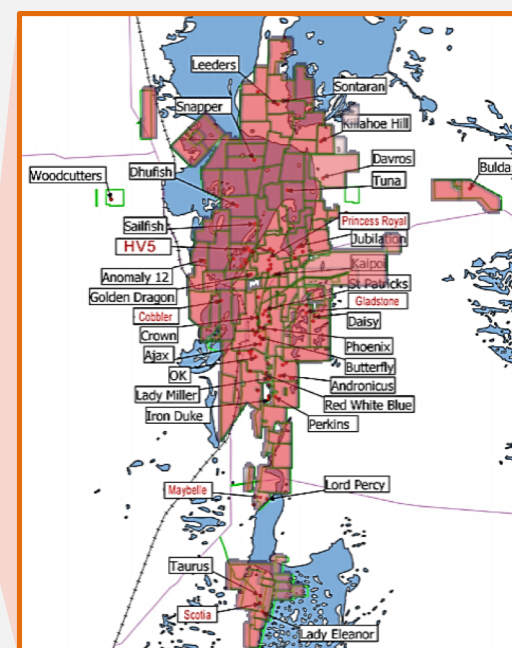 Leeders
Sontaran
Snapper
Killahoe Hill
Davros
Dhufish
Tuna
Woodcutters
Bulda
Sailfish
Princess Royal
HV5
Jubilation
Kaipoi
Anomaly 12
St Patricks
Golden Dragon
Gladstone
Cobbler
Daisy
Crown
Phoenix
Ajax
Butterfly
OK
Andronicus
Lady Miller
Red White Blue
Iron Duke
Perkins
Maybelle
Lord Percy
Taurus
Scotia
Lady Eleanor